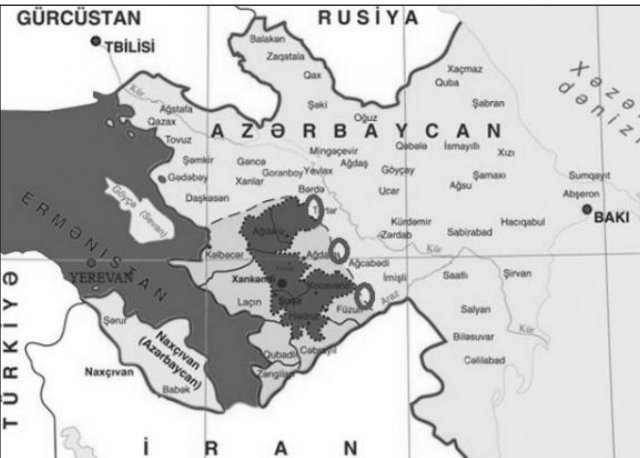 GÜRCÜSTAN
RUSİYA
TBİLİSİ
Balakən
Zaqatala
Qax
Xaçmaz
Quba
Şabran
Xəzər
dənizi
Kür
Ağstafa
Qazax
Tovuz
Şəki
Oğuz
AZƏRBAYCAN
Qəbələ
İsmayıllı
Xızı
Mingəçevir
Ağdaş
Şəmkir
Gəncə
Goranboy
Yevlax
Göyçay
Şamaxı
Sumqayıt
Gədəbəy
Xanlar
Ucar
Ağsu
Abşeron
Daşkəsən
Bərdə
BAKI
Göyçə (Sevan)
ERMƏNİSTAN
Tərtər
Kürdəmir
Hacıqabul
Zərdab
Sabirabad
Kür
Kəlbəcər
Ağdərə
Ağdam
Ağcabədi
YEREVAN
Xankəndi
Xocavənd
İmişli
Saatlı
Şirvan
Laçın
Şuşa
Araz
Hadrut
Füzuli
Salyan
Şərur
Naxçıvan
(Azərbaycan)
Biləsuvar
Kür
Qubadlı
Cəbrayıl
Cəlilabad
Naxçıvan
Zəngilan
Babək
TÜRKİYƏ
İRAN